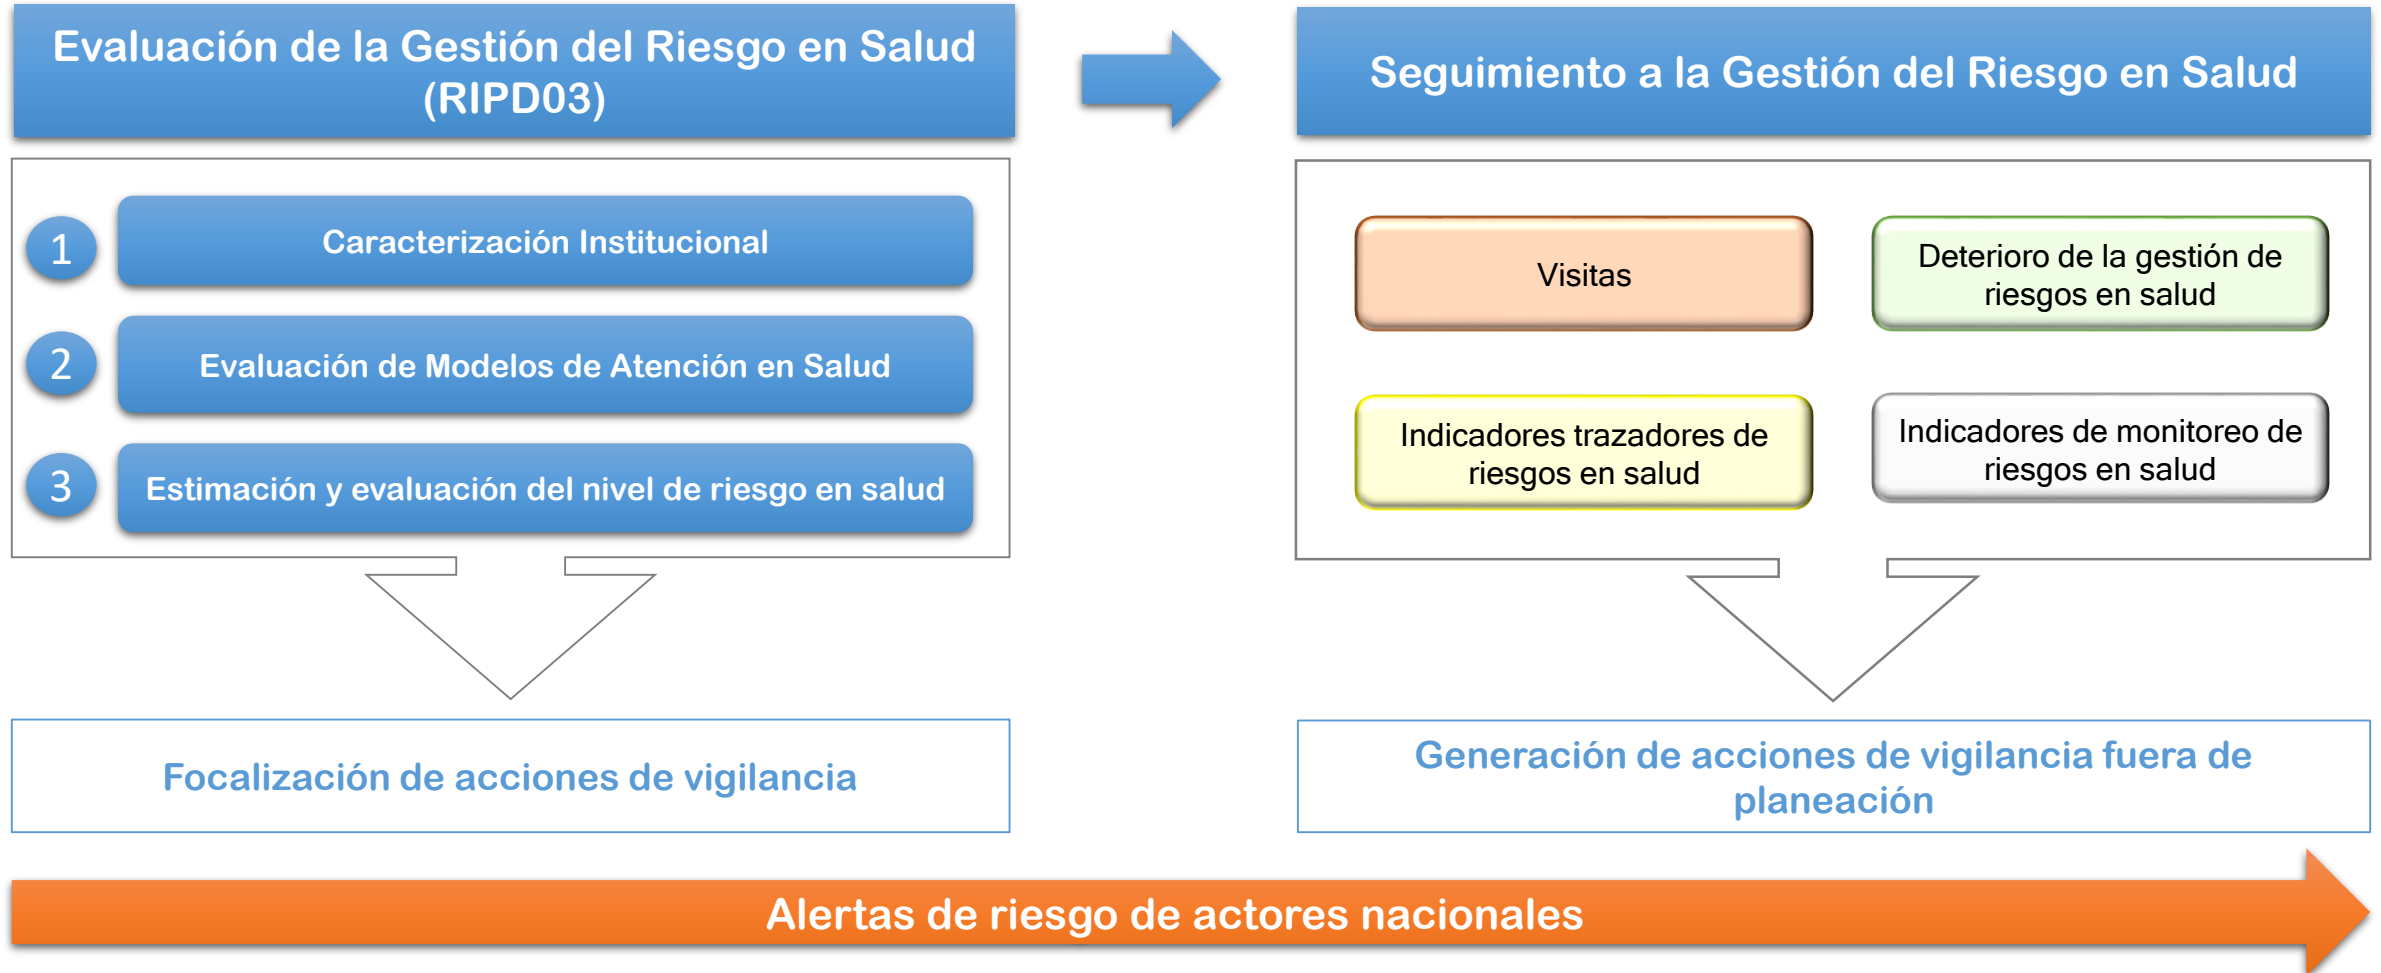 Evaluación de la Gestión del Riesgo en Salud
(RIPD03)
Seguimiento a la Gestión del Riesgo en Salud
1
Caracterización Institucional
2
Evaluación de Modelos de Atención en Salud
3
Estimación y evaluación del nivel de riesgo en salud
Visitas
Deterioro de la gestión de
riesgos en salud
Indicadores trazadores de
riesgos en salud
Indicadores de monitoreo de
riesgos en salud
Focalización de acciones de vigilancia
Generación de acciones de vigilancia fuera de
planeación
Alertas de riesgo de actores nacionales